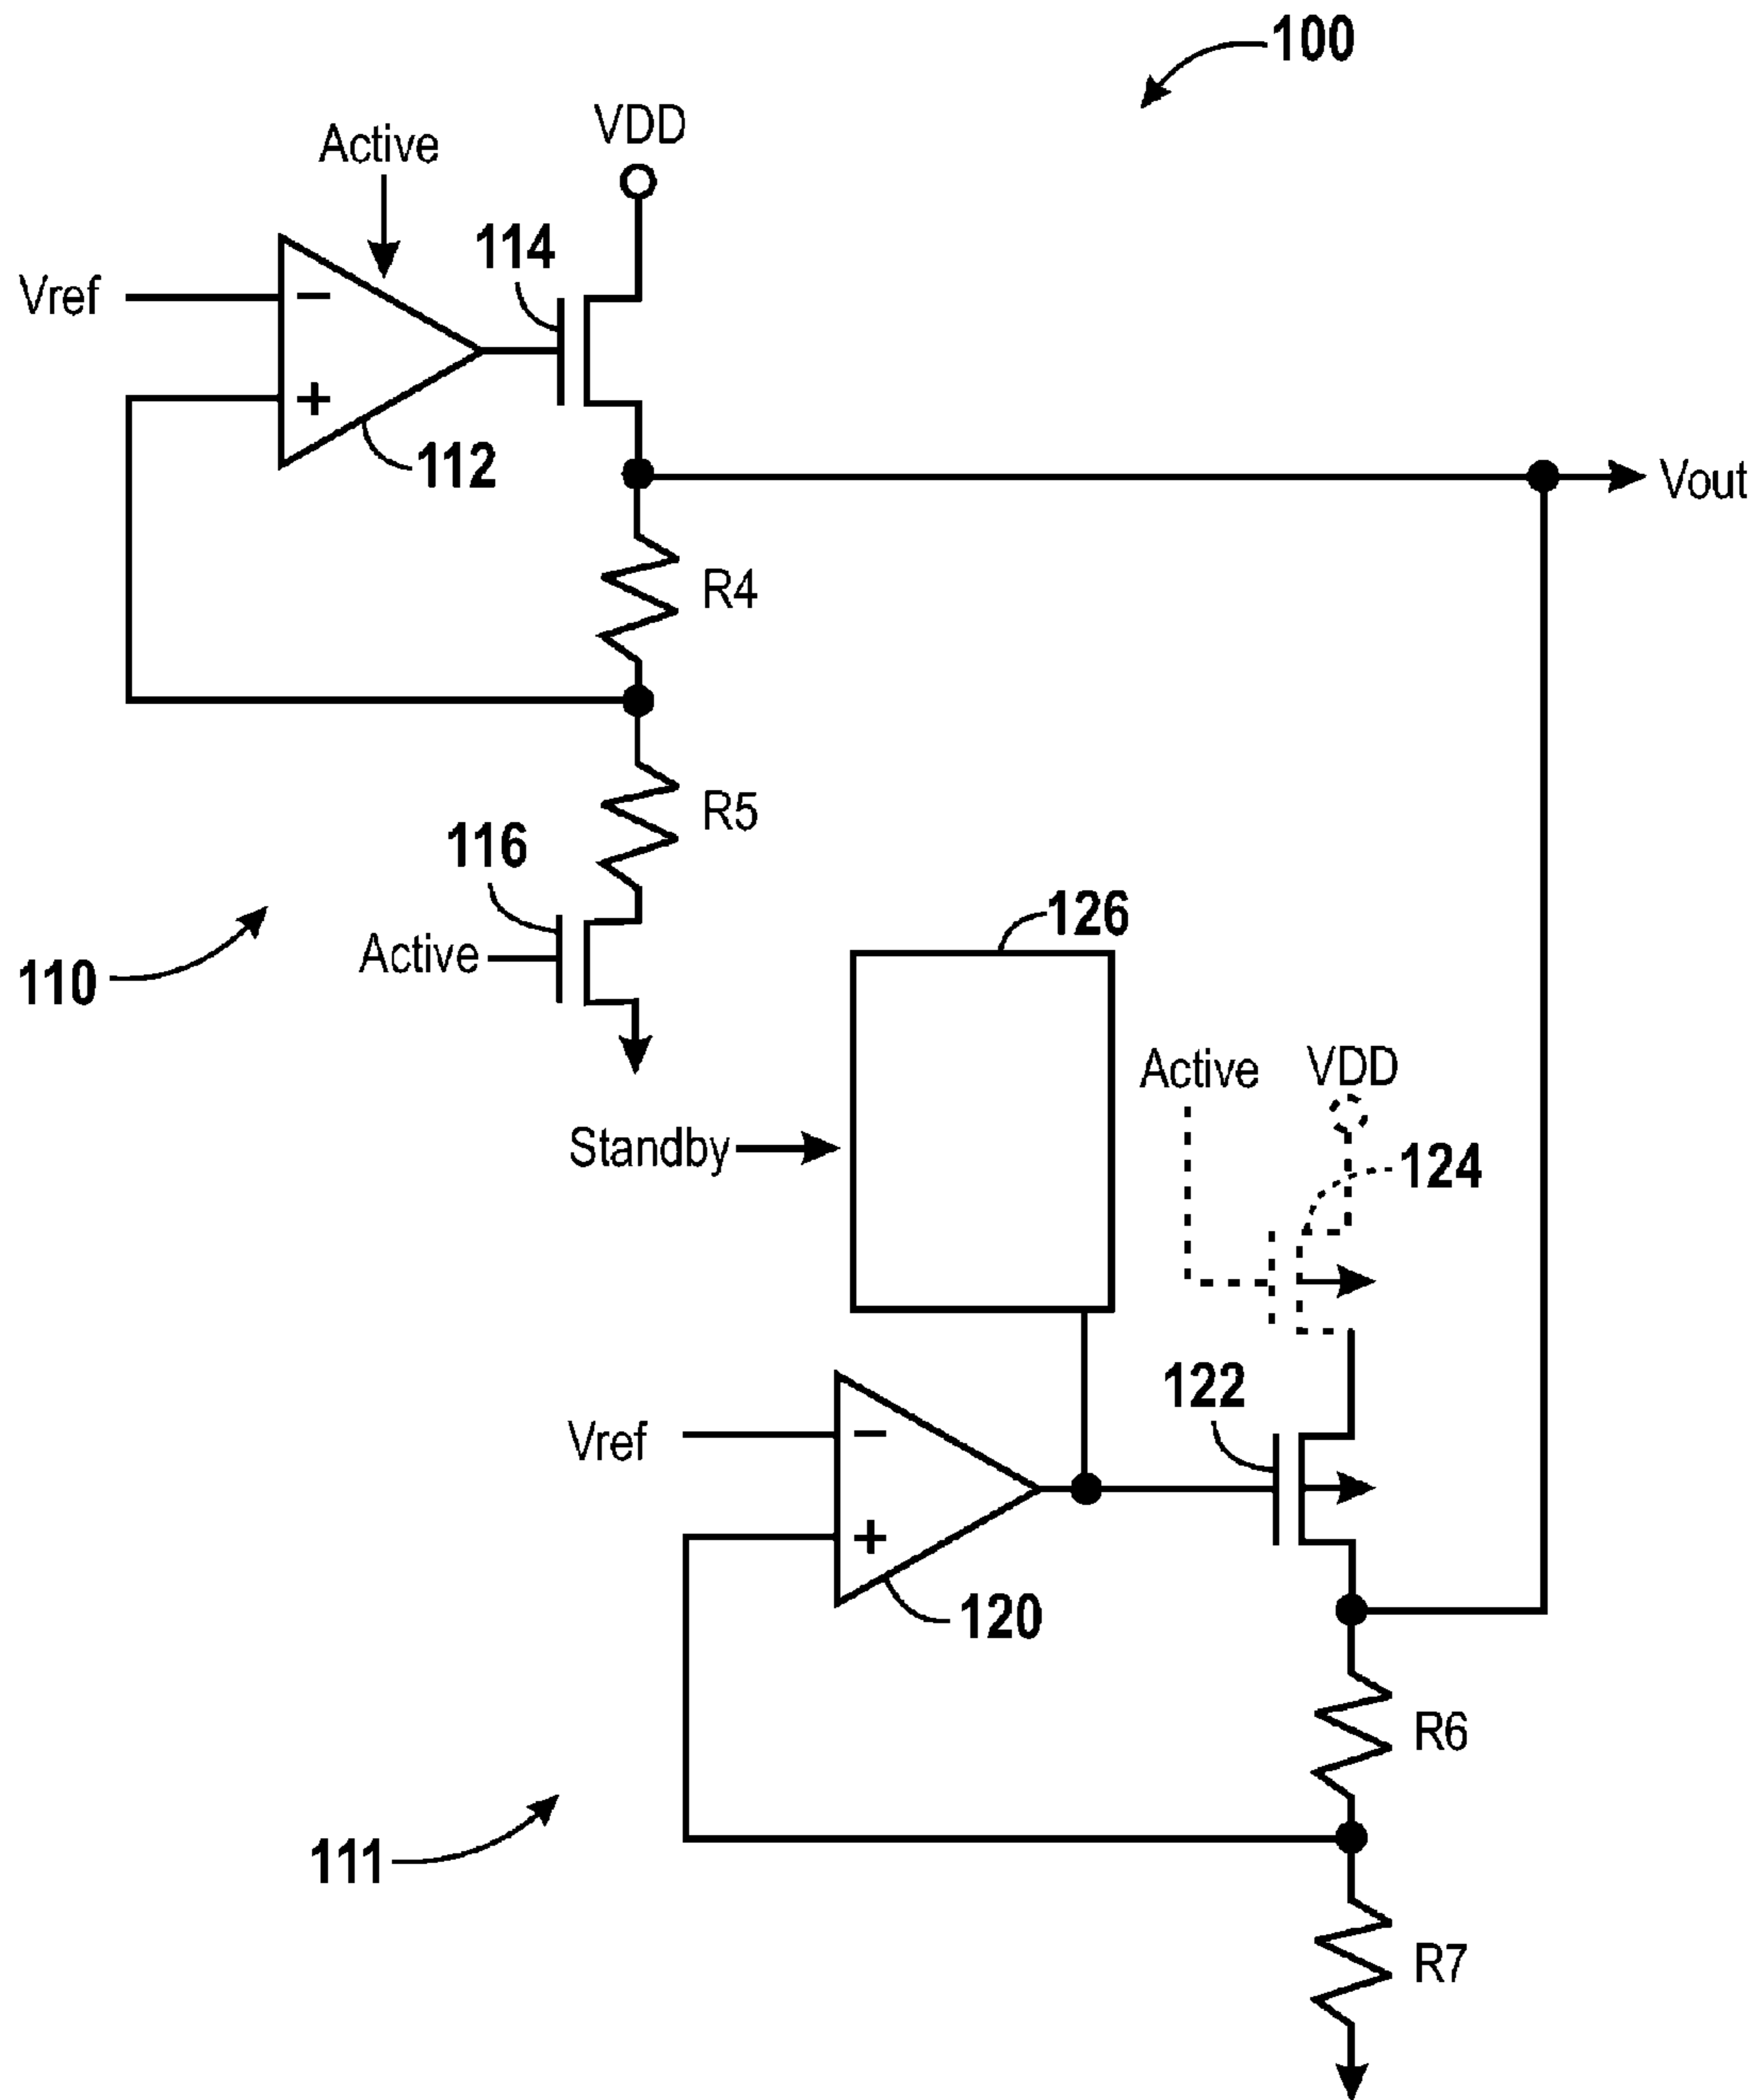 100
Active
VDD
114
Vref
−
+
112
Vout
R4
R5
116
Active
110
126
Active
VDD
Standby
124
122
Vref
−
+
120
R6
111
R7